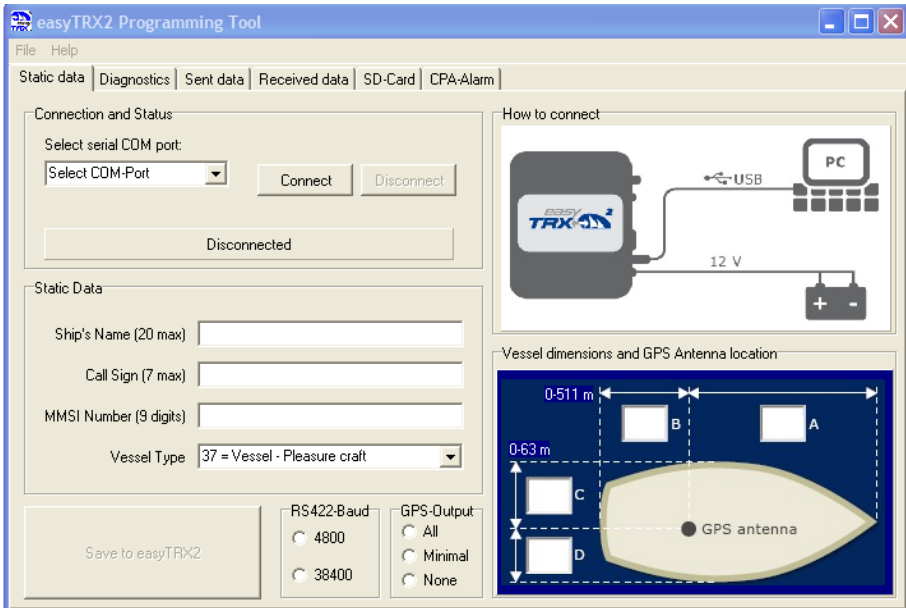 easyTRX2 Programming Tool
File Help
Static data Diagnostics Sent data Received data SD-Card CPA-Alarm
Connection and Status
Select serial COM port:
Select COM-Port
Connect
Disconnect
Disconnected
How to connect
easy
TRX 2
USB
PC
12 V
+ -
Static Data
Ship's Name (20 max)
Call Sign (7 max)
MMSI Number (9 digits)
Vessel Type 37 = Vessel - Pleasure craft
Vessel dimensions and GPS Antenna location
0-511 m
B
A
0-63 m
C
GPS antenna
D
Save to easyTRX2
RS422-Baud
4800
38400
GPS-Output
All
Minimal
None